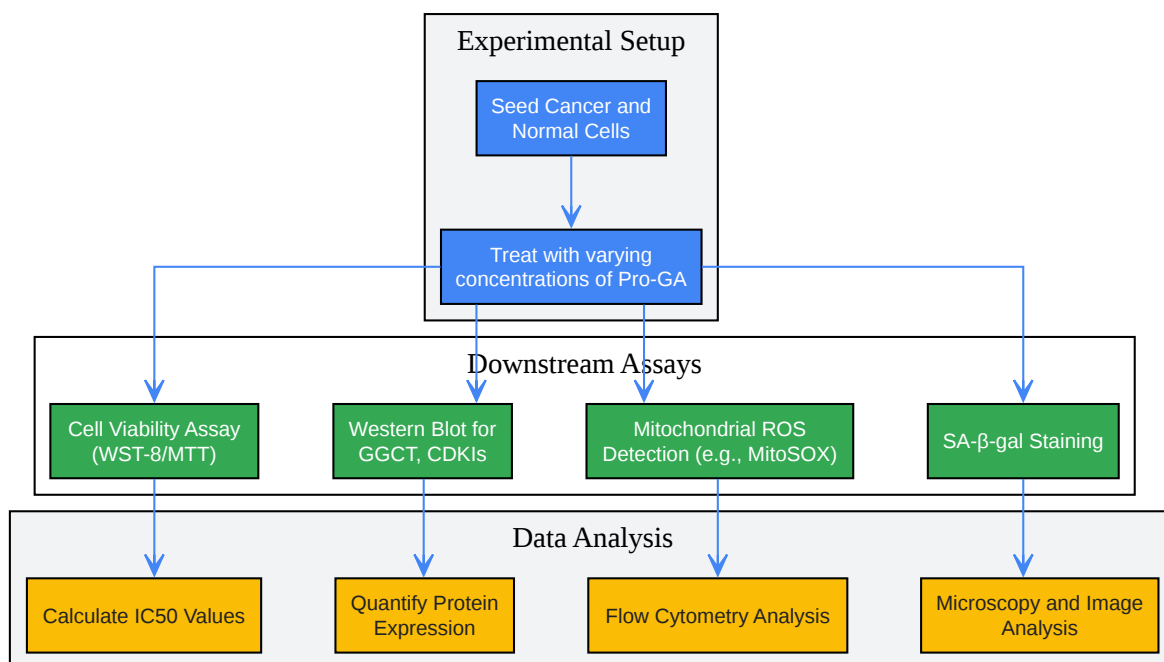 Experimental Setup
Seed Cancer and
Normal Cells
Treat with varying
concentrations of Pro-GA
Downstream Assays
Cell Viability Assay
(WST-8/MTT)
Western Blot for
GGCT, CDKIs
Mitochondrial ROS
Detection (e.g., MitoSOX)
SA-β-gal Staining
Data Analysis
Calculate IC50 Values
Quantify Protein
Expression
Flow Cytometry Analysis
Microscopy and Image
Analysis